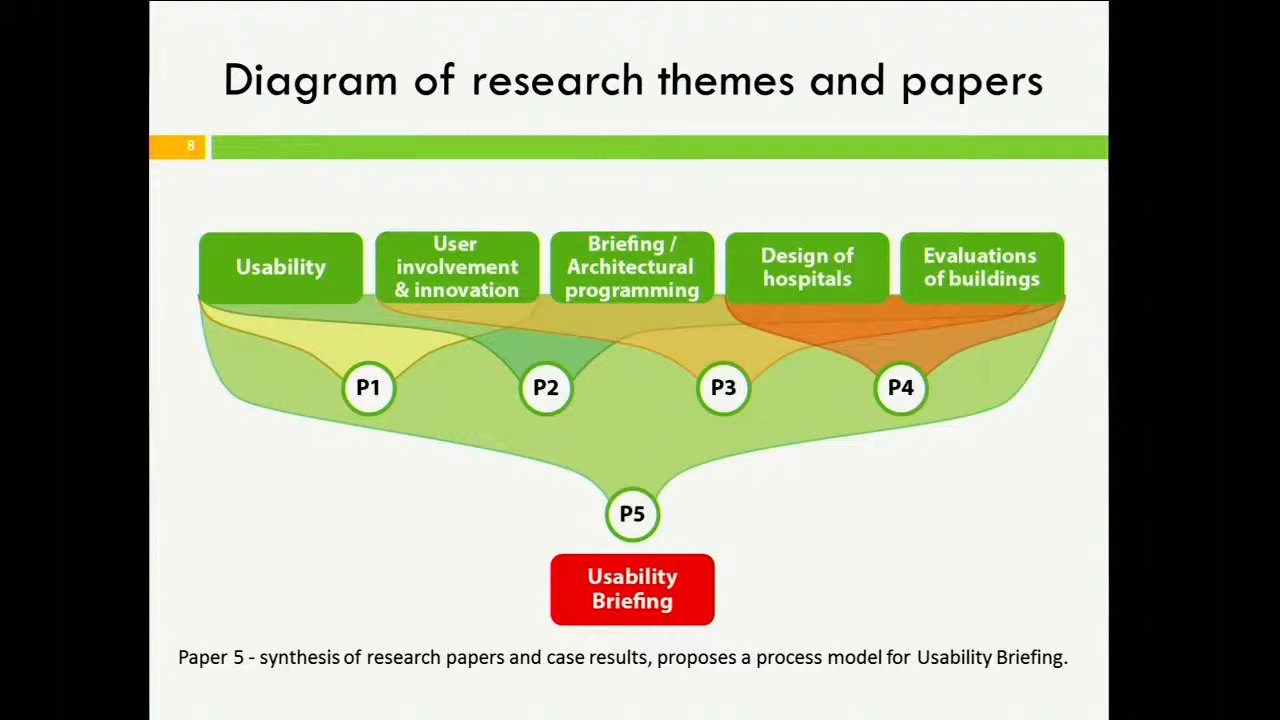 Diagram of research themes and papers
8
Usability
User
involvement
& innovation
Briefing /
Architectural
programming
Design of
hospitals
Evaluations
of buildings
P1
P2
P3
P4
P5
Usability
Briefing
Paper 5 - synthesis of research papers and case results, proposes a process model for Usability Briefing.